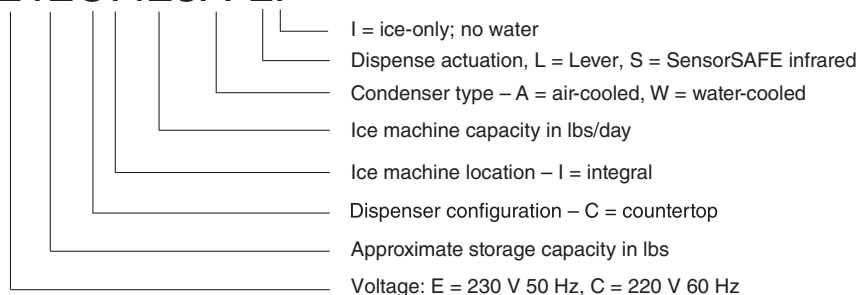 I = ice-only; no water
Dispense actuation, L = Lever, S = SensorSAFE infrared
Condenser type – A = air-cooled, W = water-cooled
Ice machine capacity in lbs/day
Ice machine location – I = integral
Dispenser configuration – C = countertop
Approximate storage capacity in lbs
Voltage: E = 230 V 50 Hz, C = 220 V 60 Hz